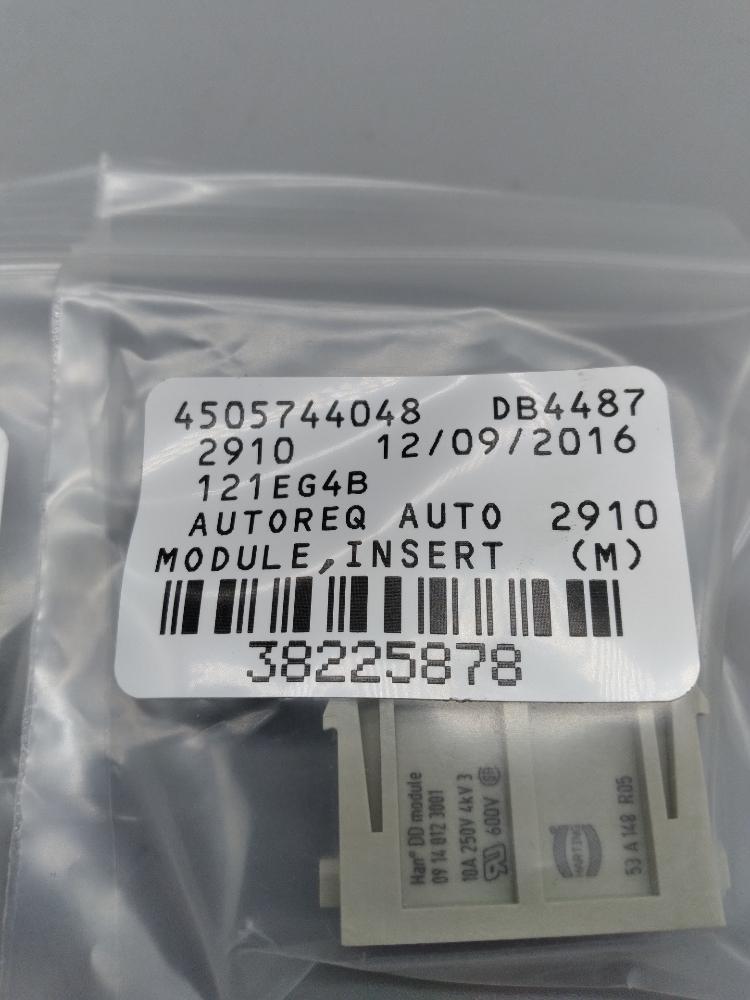 4505744048 DB4487
2910 12/09/2016
121EG4B
AUTOREQ AUTO 2910
MODULE,INSERT (M)
38225878
Han® DD module
09 14 012 3001
10A 250V 4kV 3
600V
HARTING
53 A 148 R05